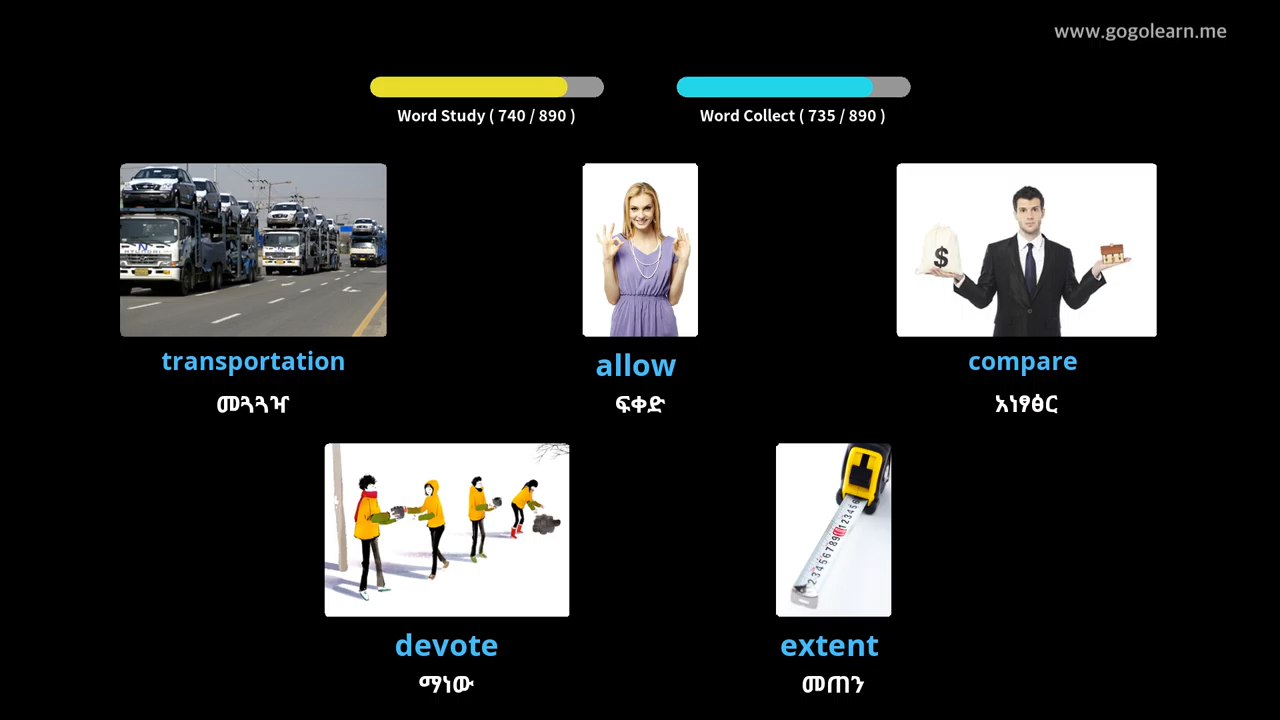 www.gogolearn.me
Word Study ( 740 / 890 )
Word Collect ( 735 / 890 )
transportation
allow
compare
መጓጓዣ
ፍቀድ
አነፃፅር
devote
extent
ማነው
መጠን